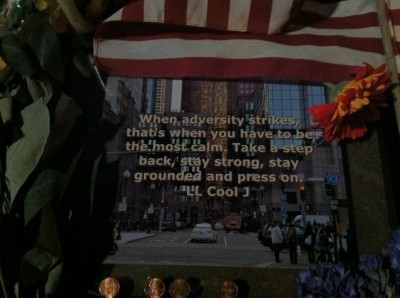 When adversity strikes,
that's when you have to be
the most calm. Take a step
back, stay strong, stay
grounded and press on.
LL Cool J